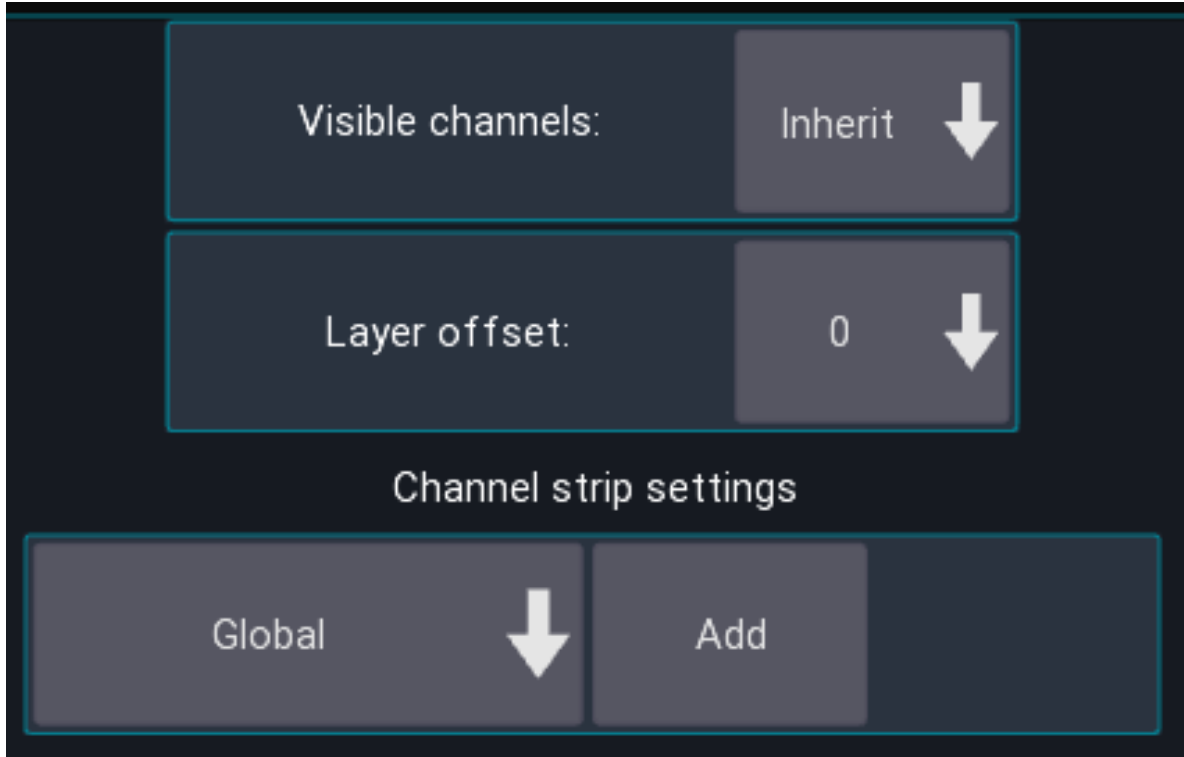 Visible channels: Inherit
Layer offset: 0
Channel strip settings
Global Add